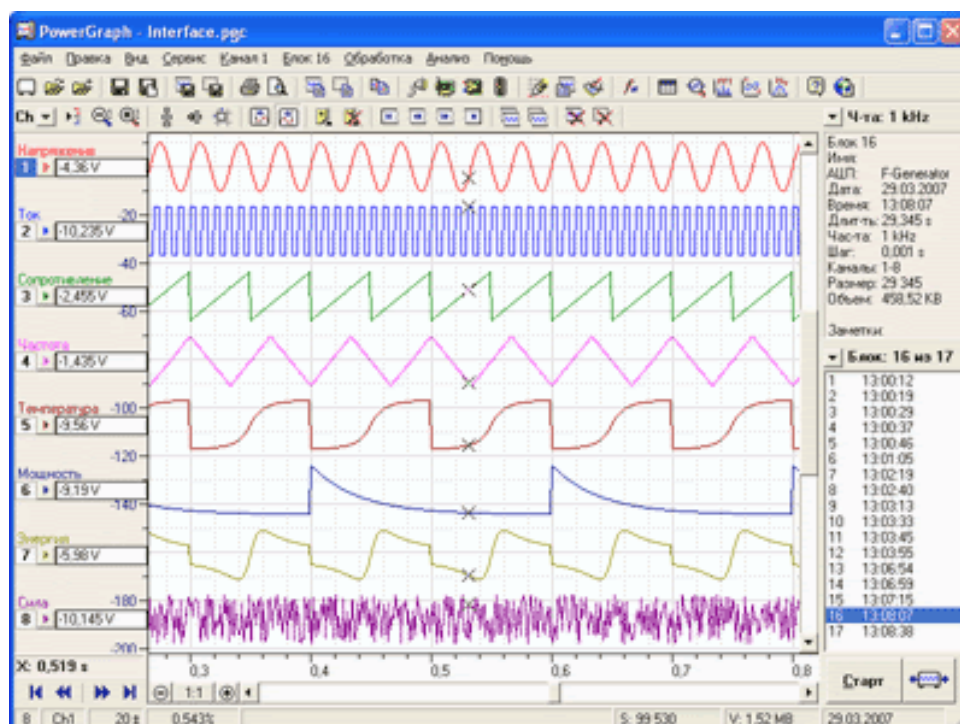 PowerGraph - Interface.pgc
Файл Правка Вид Сервис Канал 1 Блок 16 Обработка Анализ Помощь
Ch
Ч-та: 1 kHz
Напряжение
1 -4,36 V
Ток
2 -10,235 V
Сопротивление
3 -2,455 V
Частота
4 -1,435 V
Температура
5 -9,56 V
Мощность
6 -9,19 V
Энергия
7 -5,98 V
Сила
8 -10,145 V
-20
-40
-60
-80
-100
-120
-140
-180
-200
Блок 16
Имя:
АЦП: F-Generator
Дата: 29.03.2007
Время: 13:08:07
Длит-ть: 29,345 s
Час-та: 1 kHz
Шаг: 0,001 s
Каналы: 1-8
Размер: 29 345
Объем: 458,52 KB
Заметки:
Блок: 16 из 17
1 13:00:12
2 13:00:19
3 13:00:29
4 13:00:37
5 13:00:46
6 13:01:05
7 13:02:19
8 13:02:40
9 13:03:13
10 13:03:33
11 13:03:45
12 13:03:55
13 13:06:54
14 13:06:59
15 13:07:15
16 13:08:07
17 13:08:38
X: 0,519 s
0,3 0,4 0,5 0,6 0,7 0,8
1:1
Старт
8 Ch1 20 0.543% S: 99 530 V: 1.52 MB 29.03.2007